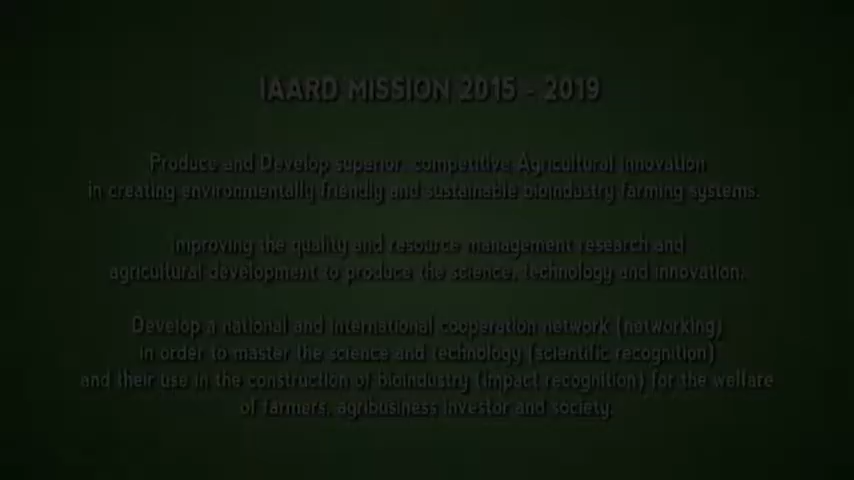 IAARD MISSION 2015 - 2019
Produce and Develop superior, competitive Agricultural Innovation
in creating environmentally friendly and sustainable bioindustry farming systems.
Improving the quality and resource management research and
agricultural development to produce the science, technology and innovation.
Develop a national and international cooperation network (networking)
in order to master the science and technology (scientific recognition)
and their use in the construction of bioindustry (impact recognition) for the welfare
of farmers, agribusiness investor and society.